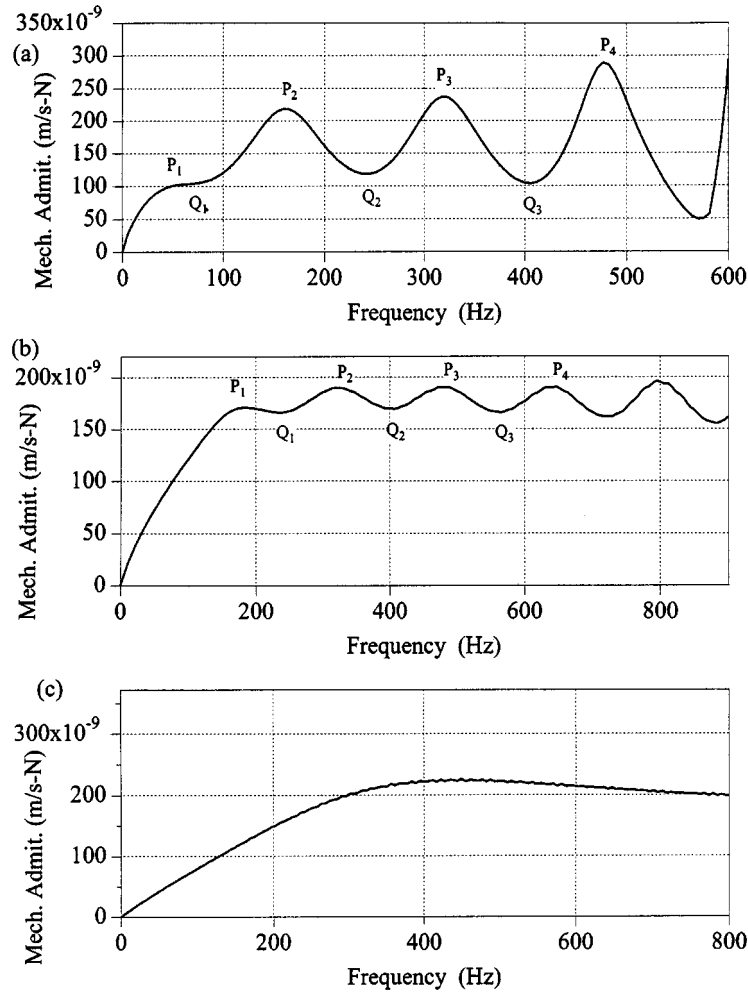 (a)
Mech. Admit. (m/s-N)
350x10⁻⁹
300
250
200
150
100
50
0
P₁
P₂
P₃
P₄
Q₁
Q₂
Q₃
0 100 200 300 400 500 600
Frequency (Hz)
(b)
Mech. Admit. (m/s-N)
200x10⁻⁹
150
100
50
0
P₁
P₂
P₃
P₄
Q₁
Q₂
Q₃
0 200 400 600 800
Frequency (Hz)
(c)
Mech. Admit. (m/s-N)
300x10⁻⁹
200
100
0
0 200 400 600 800
Frequency (Hz)